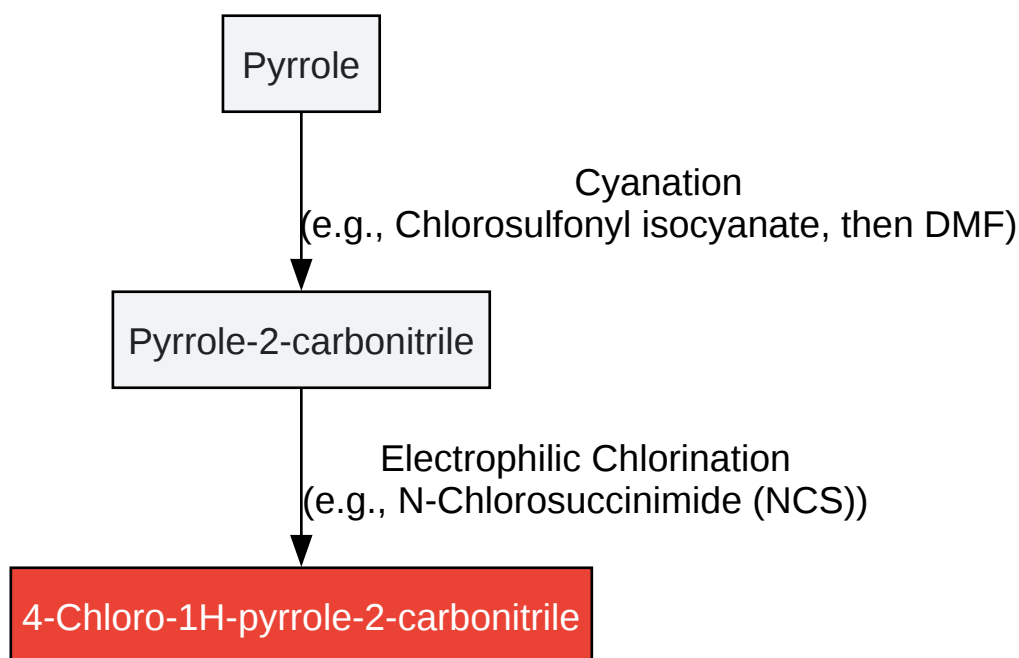 Pyrrole
Cyanation
(e.g., Chlorosulfonyl isocyanate, then DMF)
Pyrrole-2-carbonitrile
Electrophilic Chlorination
(e.g., N-Chlorosuccinimide (NCS))
4-Chloro-1H-pyrrole-2-carbonitrile